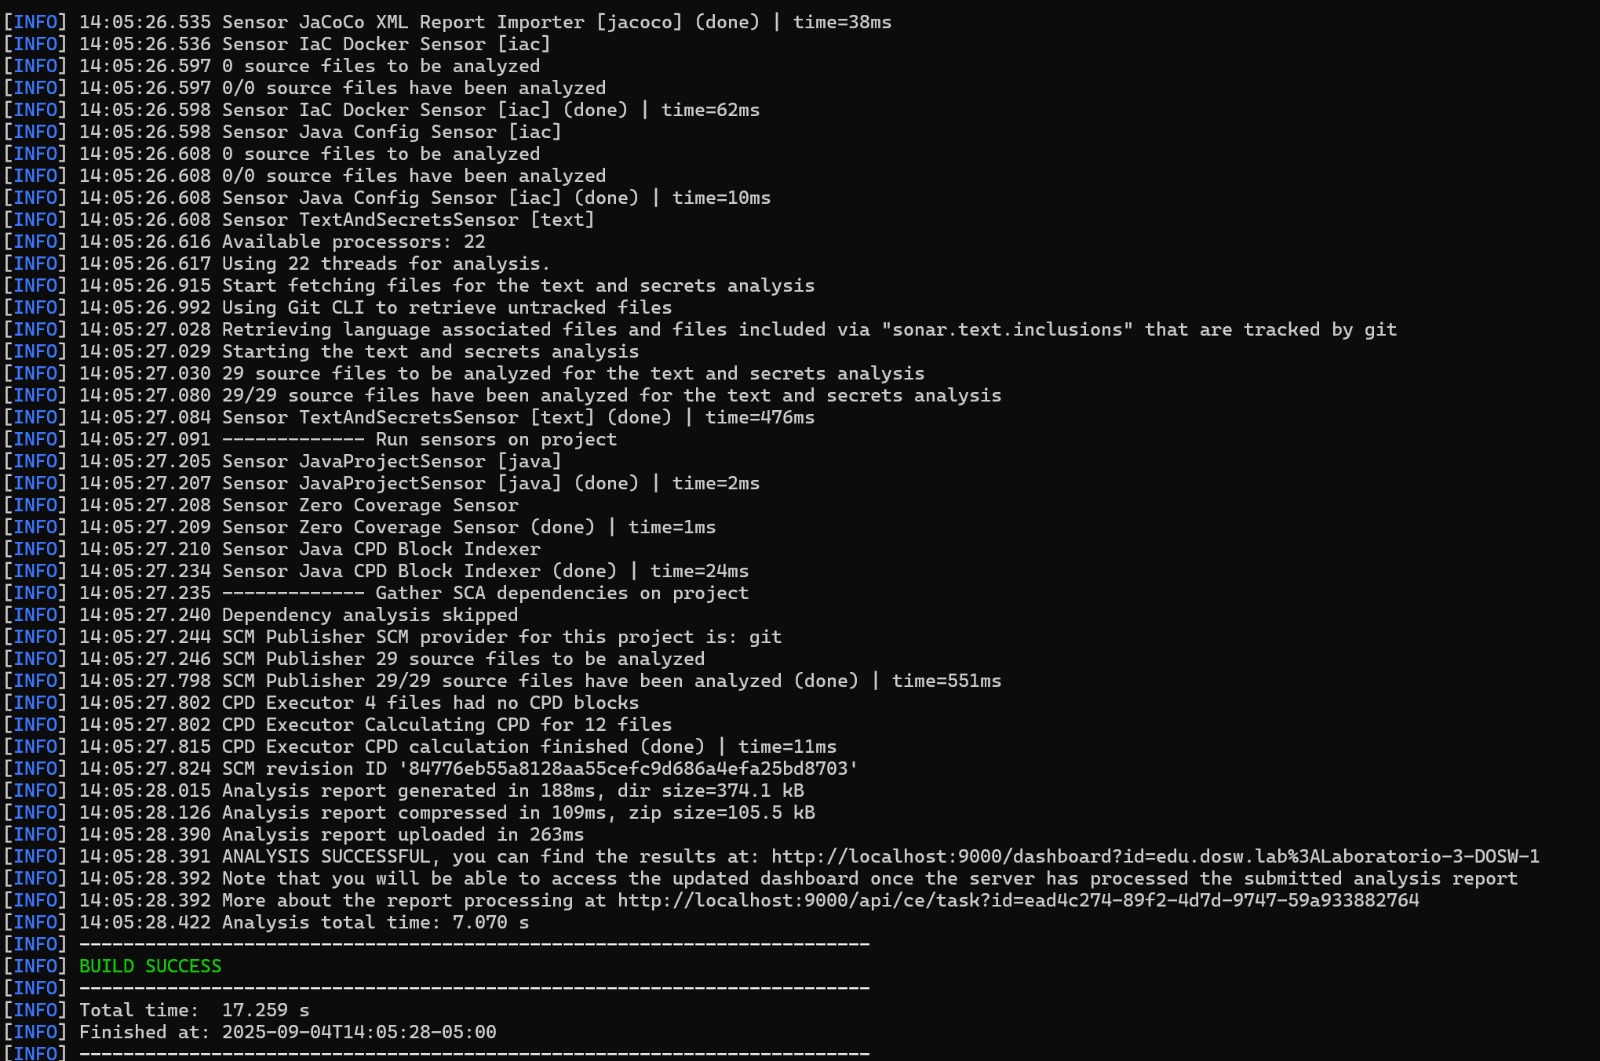 [INFO] 14:05:26.535 Sensor JaCoCo XML Report Importer [jacoco] (done) | time=38ms
[INFO] 14:05:26.536 Sensor IaC Docker Sensor [iac]
[INFO] 14:05:26.597 0 source files to be analyzed
[INFO] 14:05:26.597 0/0 source files have been analyzed
[INFO] 14:05:26.598 Sensor IaC Docker Sensor [iac] (done) | time=62ms
[INFO] 14:05:26.598 Sensor Java Config Sensor [iac]
[INFO] 14:05:26.608 0 source files to be analyzed
[INFO] 14:05:26.608 0/0 source files have been analyzed
[INFO] 14:05:26.608 Sensor Java Config Sensor [iac] (done) | time=10ms
[INFO] 14:05:26.608 Sensor TextAndSecretsSensor [text]
[INFO] 14:05:26.616 Available processors: 22
[INFO] 14:05:26.617 Using 22 threads for analysis.
[INFO] 14:05:26.915 Start fetching files for the text and secrets analysis
[INFO] 14:05:26.992 Using Git CLI to retrieve untracked files
[INFO] 14:05:27.028 Retrieving language associated files and files included via "sonar.text.inclusions" that are tracked by git
[INFO] 14:05:27.029 Starting the text and secrets analysis
[INFO] 14:05:27.030 29 source files to be analyzed for the text and secrets analysis
[INFO] 14:05:27.080 29/29 source files have been analyzed for the text and secrets analysis
[INFO] 14:05:27.084 Sensor TextAndSecretsSensor [text] (done) | time=476ms
[INFO] 14:05:27.091 ------------- Run sensors on project
[INFO] 14:05:27.205 Sensor JavaProjectSensor [java]
[INFO] 14:05:27.207 Sensor JavaProjectSensor [java] (done) | time=2ms
[INFO] 14:05:27.208 Sensor Zero Coverage Sensor
[INFO] 14:05:27.209 Sensor Zero Coverage Sensor (done) | time=1ms
[INFO] 14:05:27.210 Sensor Java CPD Block Indexer
[INFO] 14:05:27.234 Sensor Java CPD Block Indexer (done) | time=24ms
[INFO] 14:05:27.235 ------------- Gather SCA dependencies on project
[INFO] 14:05:27.240 Dependency analysis skipped
[INFO] 14:05:27.244 SCM Publisher SCM provider for this project is: git
[INFO] 14:05:27.246 SCM Publisher 29 source files to be analyzed
[INFO] 14:05:27.798 SCM Publisher 29/29 source files have been analyzed (done) | time=551ms
[INFO] 14:05:27.802 CPD Executor 4 files had no CPD blocks
[INFO] 14:05:27.802 CPD Executor Calculating CPD for 12 files
[INFO] 14:05:27.815 CPD Executor CPD calculation finished (done) | time=11ms
[INFO] 14:05:27.824 SCM revision ID '84776eb55a8128aa55cefc9d686a4efa25bd8703'
[INFO] 14:05:28.015 Analysis report generated in 188ms, dir size=374.1 kB
[INFO] 14:05:28.126 Analysis report compressed in 109ms, zip size=105.5 kB
[INFO] 14:05:28.390 Analysis report uploaded in 263ms
[INFO] 14:05:28.391 ANALYSIS SUCCESSFUL, you can find the results at: http://localhost:9000/dashboard?id=edu.dosw.lab%3ALaboratorio-3-DOSW-1
[INFO] 14:05:28.392 Note that you will be able to access the updated dashboard once the server has processed the submitted analysis report
[INFO] 14:05:28.392 More about the report processing at http://localhost:9000/api/ce/task?id=ead4c274-89f2-4d7d-9747-59a933882764
[INFO] 14:05:28.422 Analysis total time: 7.070 s
[INFO] ------------------------------------------------------------------------
[INFO] BUILD SUCCESS
[INFO] ------------------------------------------------------------------------
[INFO] Total time:  17.259 s
[INFO] Finished at: 2025-09-04T14:05:28-05:00
[INFO] ------------------------------------------------------------------------